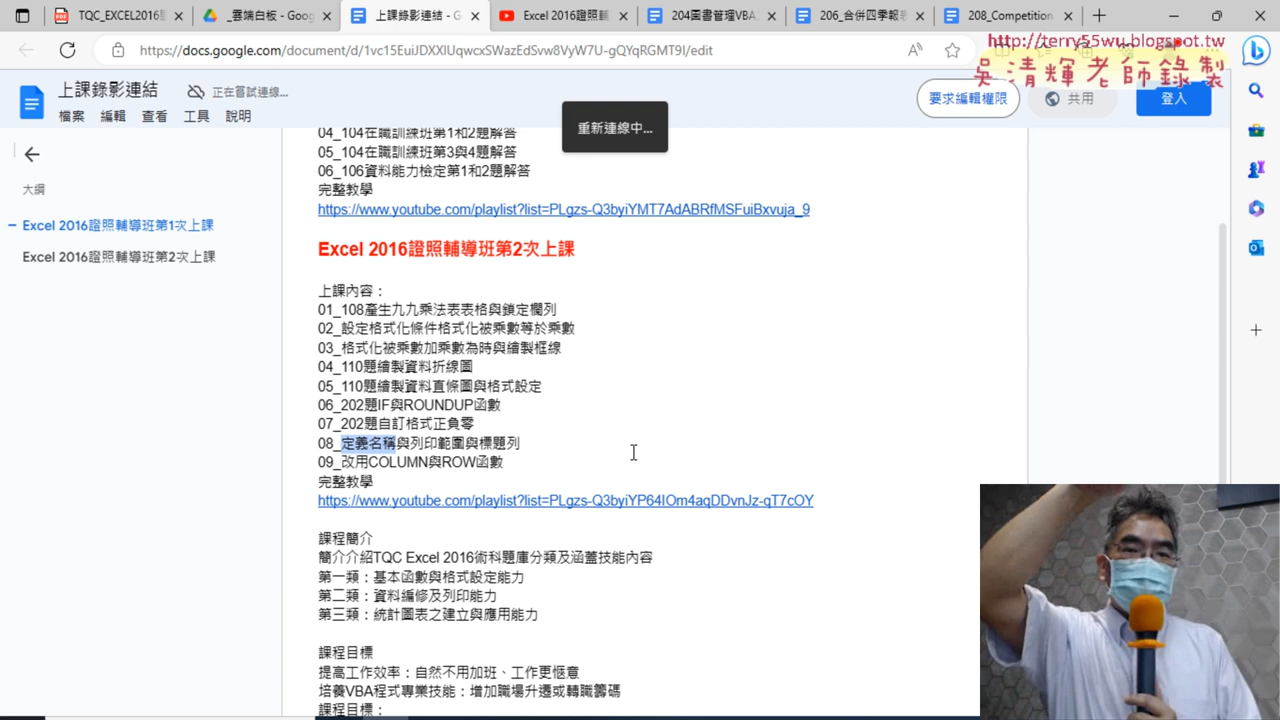 TQC_EXCEL2016
_雲端白板 - Goog
上課錄影連結 - G
Excel 2016證照輔
204圖書管理VBA
206_合併四季報
208_Competition
https://docs.google.com/document/d/1vc15EuiJDXXlUqwcxSWazEdSvw8VyW7U-gQYqRGMT9I/edit
http://terry55wu.blogspot.tw
吳清輝老師錄製
上課錄影連結
正在嘗試連線...
檔案 編輯 查看 工具 說明
重新連線中...
要求編輯權限
共用
登入
大綱
Excel 2016證照輔導班第1次上課
Excel 2016證照輔導班第2次上課
04_104在職訓練班第1和2題解答
05_104在職訓練班第3與4題解答
06_106資料能力檢定第1和2題解答
完整教學
https://www.youtube.com/playlist?list=PLgzs-Q3byiYMT7AdABRfMSFuiBxvuja_9
Excel 2016證照輔導班第2次上課
上課內容：
01_108產生九九乘法表表格與鎖定欄列
02_設定格式化條件格式化被乘數等於乘數
03_格式化被乘數加乘數為時與繪製框線
04_110題繪製資料折線圖
05_110題繪製資料直條圖與格式設定
06_202題IF與ROUNDUP函數
07_202題自訂格式正負零
08_定義名稱與列印範圍與標題列
09_改用COLUMN與ROW函數
完整教學
https://www.youtube.com/playlist?list=PLgzs-Q3byiYP64IOm4aqDDvnJz-qT7cOY
課程簡介
簡介介紹TQC Excel 2016術科題庫分類及涵蓋技能內容
第一類：基本函數與格式設定能力
第二類：資料編修及列印能力
第三類：統計圖表之建立與應用能力
課程目標
提高工作效率：自然不用加班、工作更愜意
培養VBA程式專業技能：增加職場升遷或轉職籌碼
課程目標：